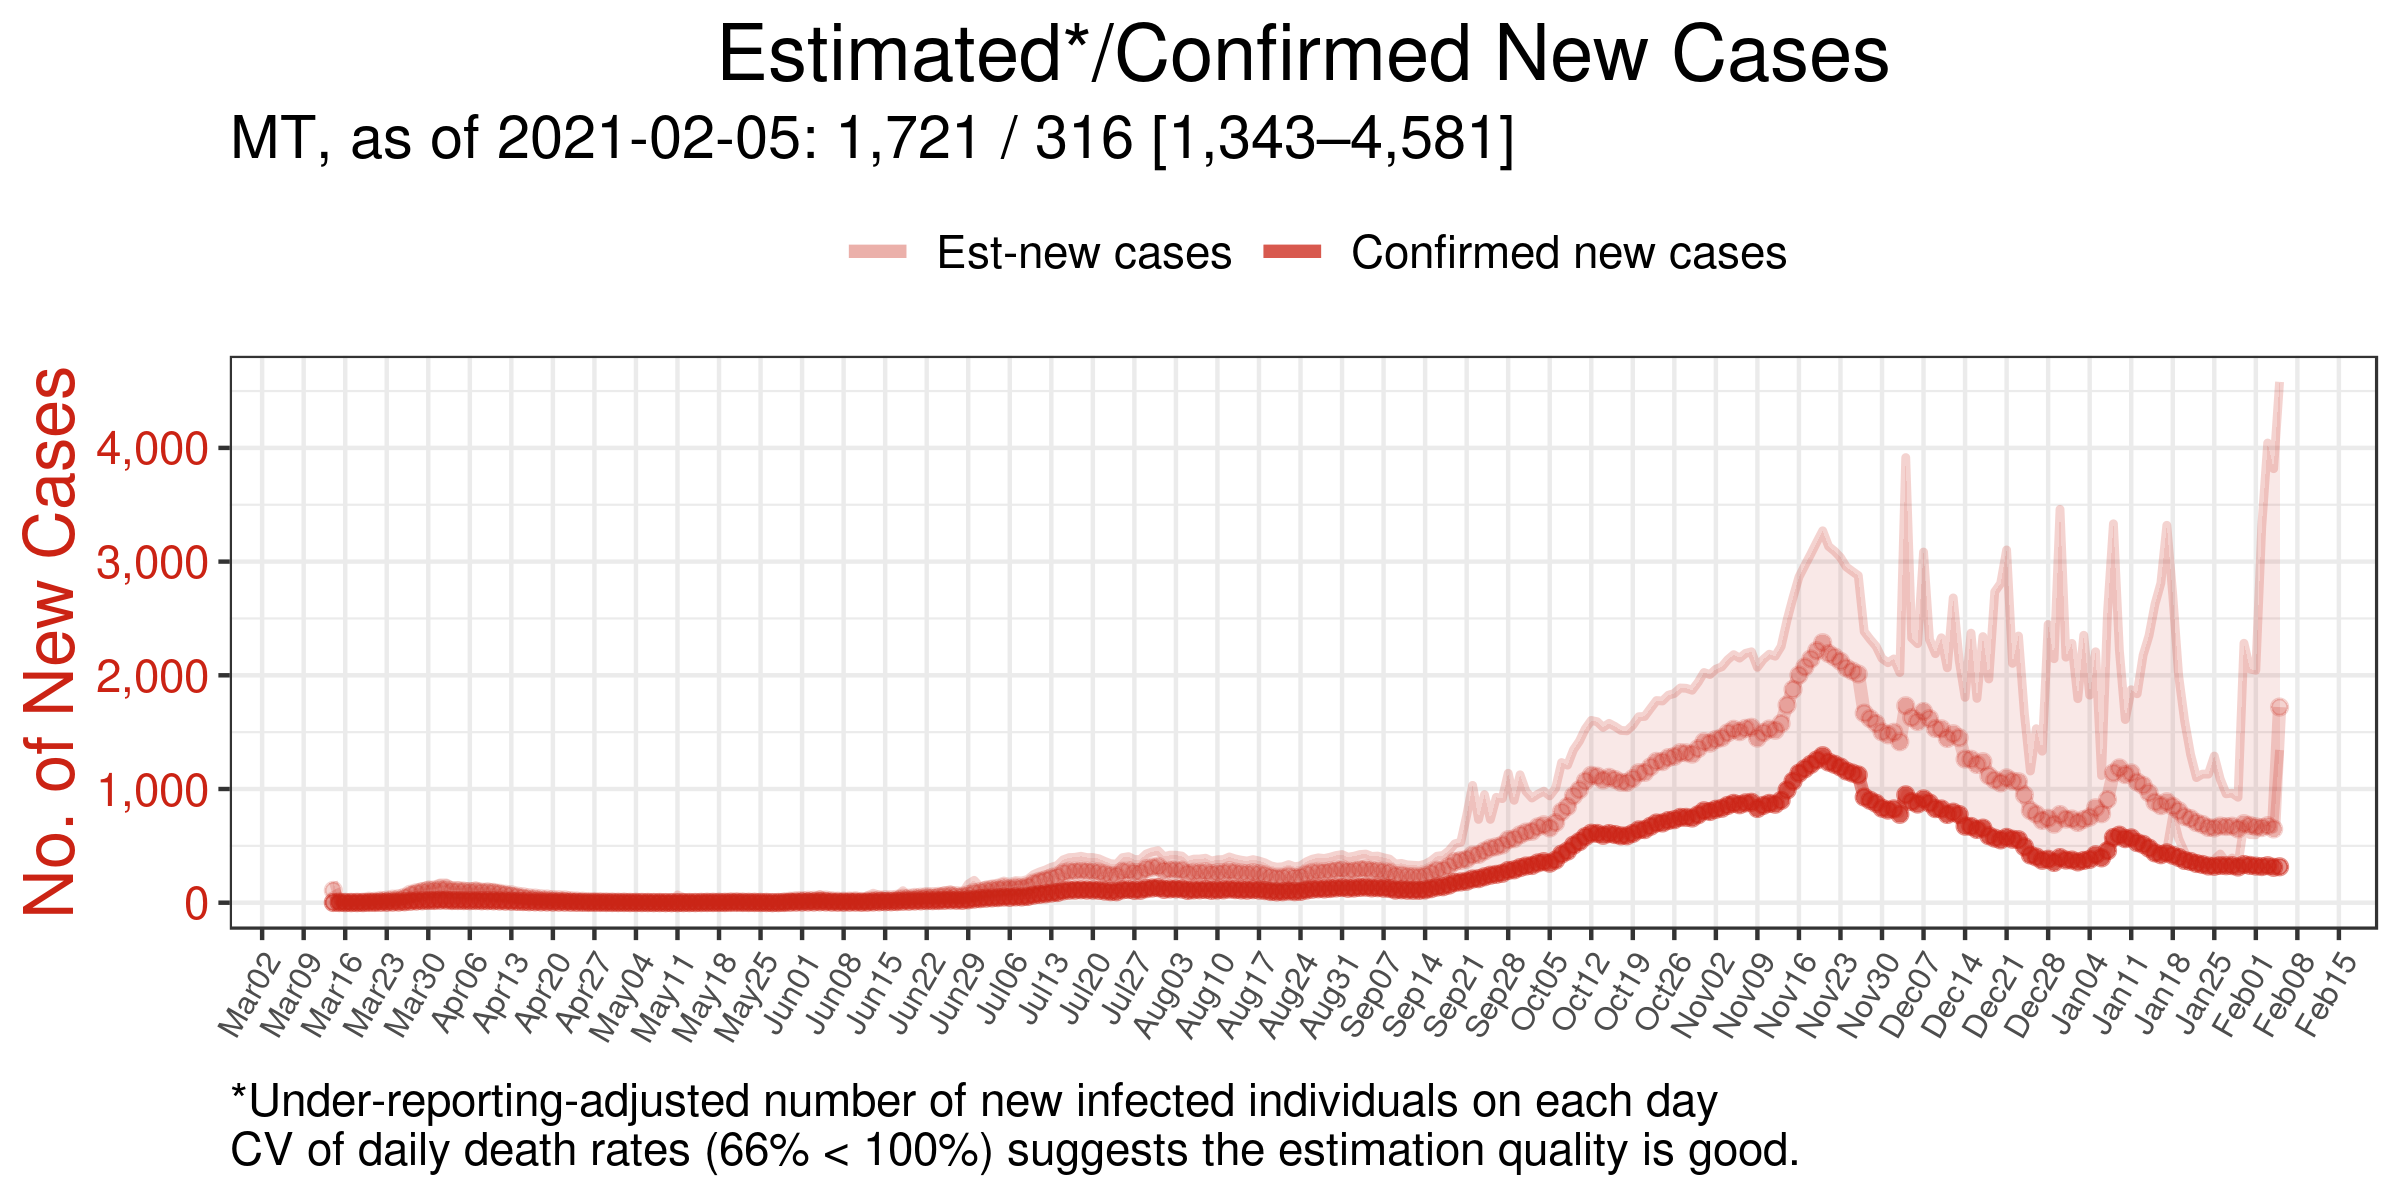 Estimated*/Confirmed New Cases
MT, as of 2021-02-05: 1,721 / 316 [1,343–4,581]
Est-new cases
Confirmed new cases
No. of New Cases
4,000
3,000
2,000
1,000
0
Mar02
Mar09
Mar16
Mar23
Mar30
Apr06
Apr13
Apr20
Apr27
May04
May11
May18
May25
Jun01
Jun08
Jun15
Jun22
Jun29
Jul06
Jul13
Jul20
Jul27
Aug03
Aug10
Aug17
Aug24
Aug31
Sep07
Sep14
Sep21
Sep28
Oct05
Oct12
Oct19
Oct26
Nov02
Nov09
Nov16
Nov23
Nov30
Dec07
Dec14
Dec21
Dec28
Jan04
Jan11
Jan18
Jan25
Feb01
Feb08
Feb15
*Under-reporting-adjusted number of new infected individuals on each day
CV of daily death rates (66% < 100%) suggests the estimation quality is good.